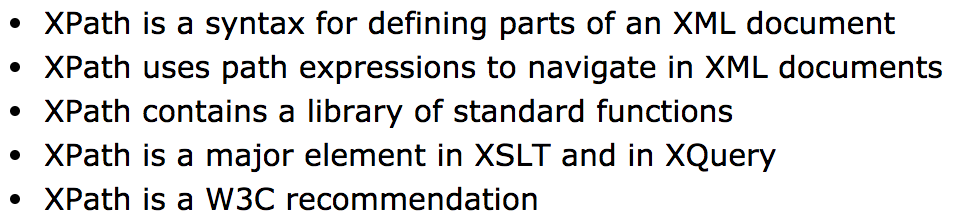 • XPath is a syntax for defining parts of an XML document
• XPath uses path expressions to navigate in XML documents
• XPath contains a library of standard functions
• XPath is a major element in XSLT and in XQuery
• XPath is a W3C recommendation